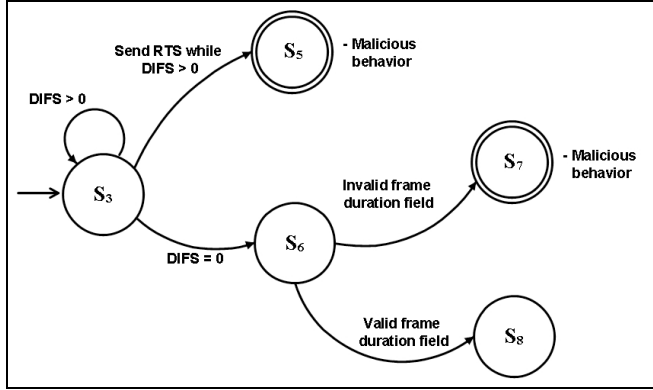 Send RTS while
DIFS > 0
S5
- Malicious
behavior
DIFS > 0
S3
S7
- Malicious
behavior
Invalid frame
duration field
DIFS = 0
S6
Valid frame
duration field
S8